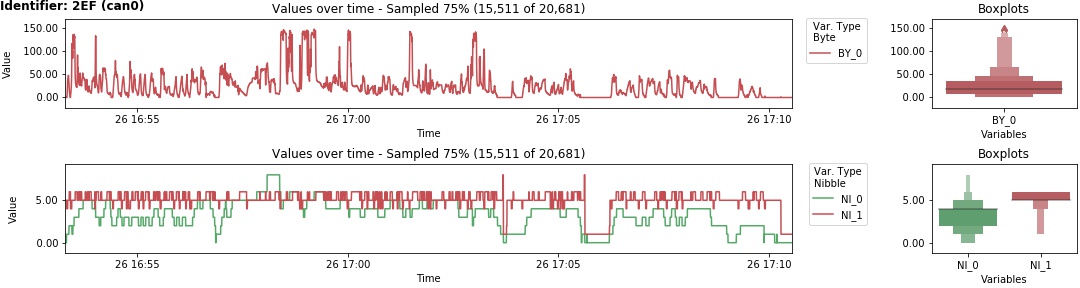 Identifier: 2EF (can0)
Values over time - Sampled 75% (15,511 of 20,681)
Value
150.00
100.00
50.00
0.00
26 16:55
26 17:00
26 17:05
26 17:10
Time
Var. Type
Byte
BY_0
Boxplots
150.00
100.00
50.00
0.00
BY_0
Variables
Values over time - Sampled 75% (15,511 of 20,681)
Value
5.00
0.00
26 16:55
26 17:00
26 17:05
26 17:10
Time
Var. Type
Nibble
NI_0
NI_1
Boxplots
5.00
0.00
NI_0
NI_1
Variables